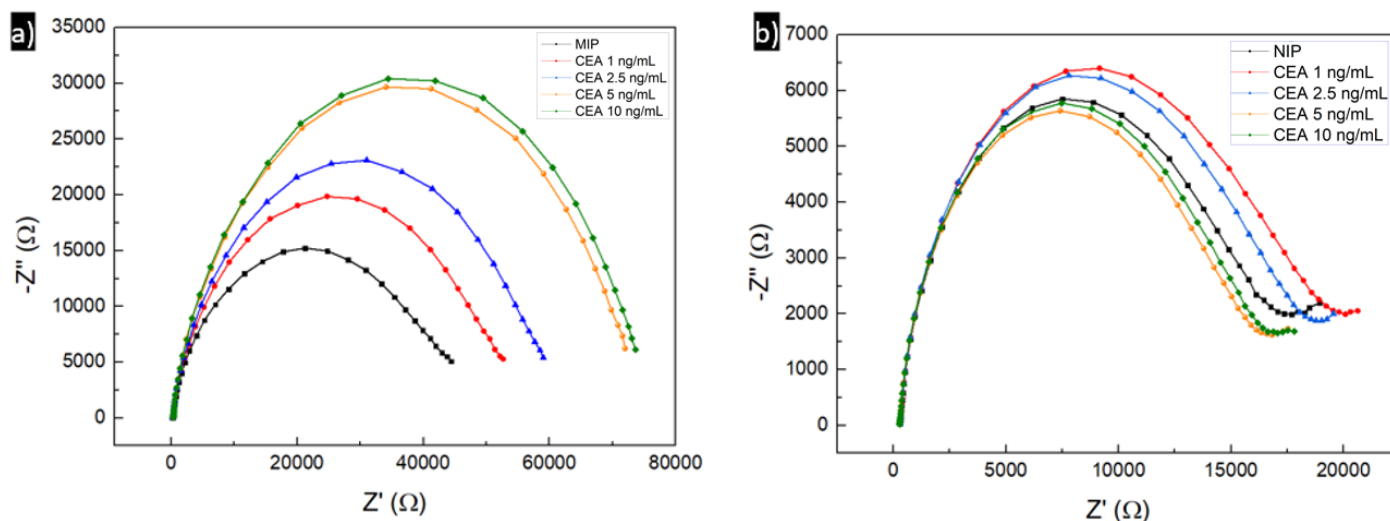 a)
35000
30000
25000
20000
15000
10000
5000
0
-Z'' (Ω)
MIP
CEA 1 ng/mL
CEA 2.5 ng/mL
CEA 5 ng/mL
CEA 10 ng/mL
0 20000 40000 60000 80000
Z' (Ω)
b)
7000
6000
5000
4000
3000
2000
1000
0
-Z'' (Ω)
NIP
CEA 1 ng/mL
CEA 2.5 ng/mL
CEA 5 ng/mL
CEA 10 ng/mL
0 5000 10000 15000 20000
Z' (Ω)